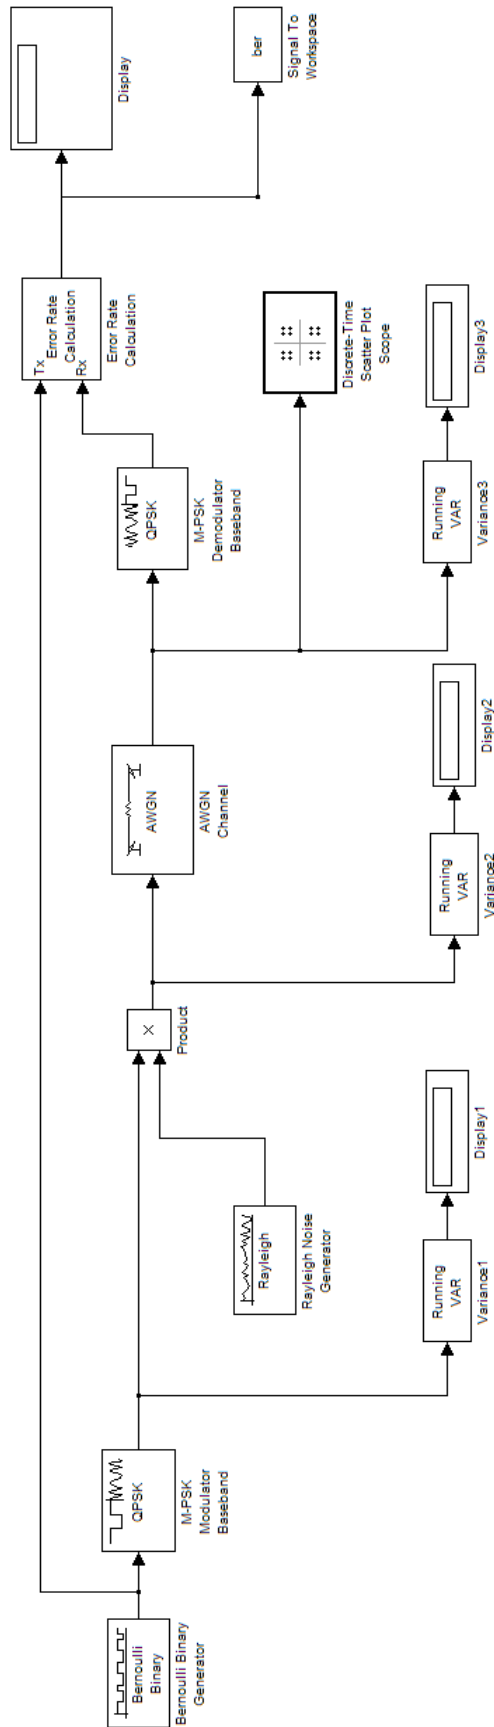 Bernoulli
Binary
Bernoulli Binary
Generator
QPSK
M-PSK
Modulator
Baseband
Rayleigh
Rayleigh Noise
Generator
Running
VAR
Variance1
Display1
×
Product
AWGN
AWGN
Channel
Running
VAR
Variance2
Display2
QPSK
M-PSK
Demodulator
Baseband
Running
VAR
Variance3
Display3
Discrete-Time
Scatter Plot
Scope
Tx
Error Rate
Calculation
Rx
Error Rate
Calculation
Display
ber
Signal To
Workspace